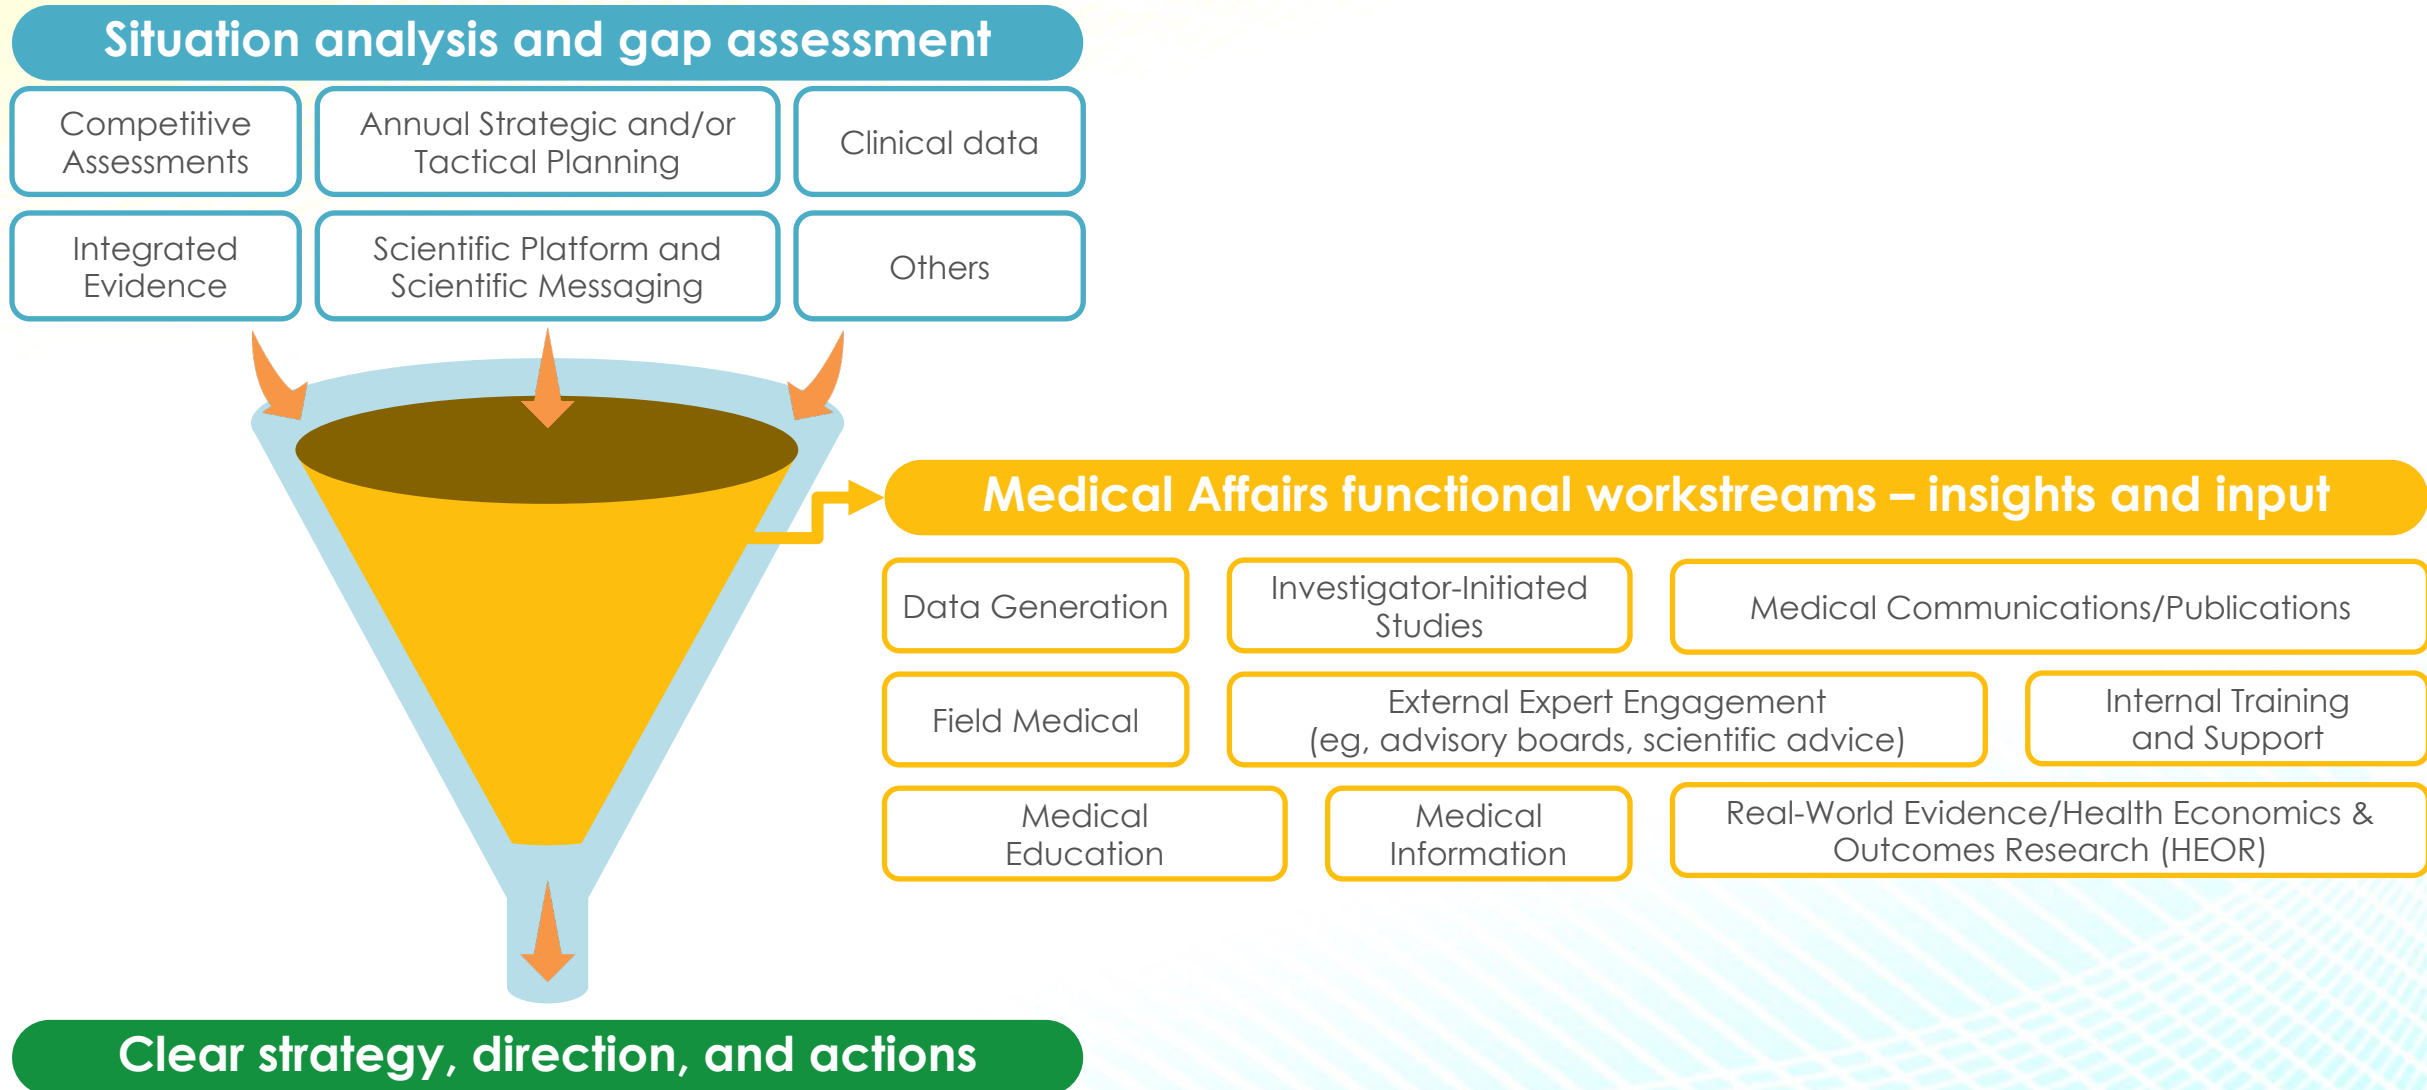 Situation analysis and gap assessment
Competitive
Assessments
Annual Strategic and/or
Tactical Planning
Clinical data
Integrated
Evidence
Scientific Platform and
Scientific Messaging
Others
Medical Affairs functional workstreams – insights and input
Data Generation
Investigator-Initiated
Studies
Medical Communications/Publications
Field Medical
External Expert Engagement
(eg, advisory boards, scientific advice)
Internal Training
and Support
Medical
Education
Medical
Information
Real-World Evidence/Health Economics &
Outcomes Research (HEOR)
Clear strategy, direction, and actions